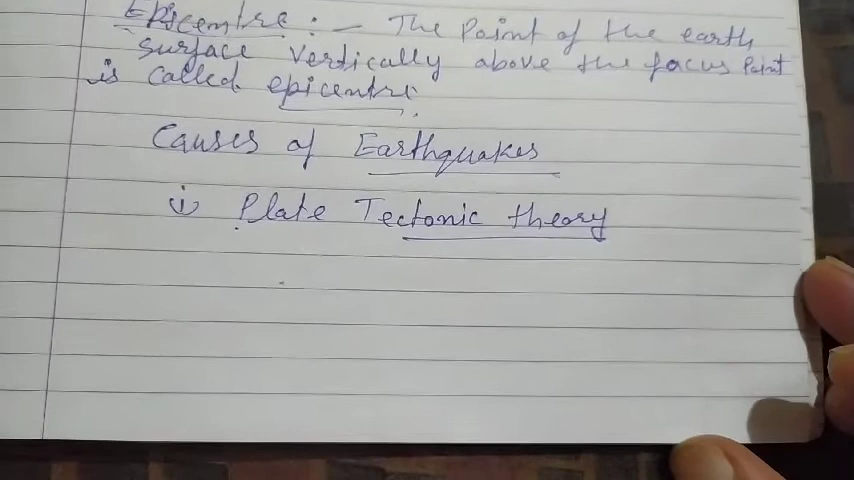 Epicentre :- The Point of the earth
surface vertically above the focus Point
is called epicentre.
Causes of Earthquakes
i) Plate Tectonic theory